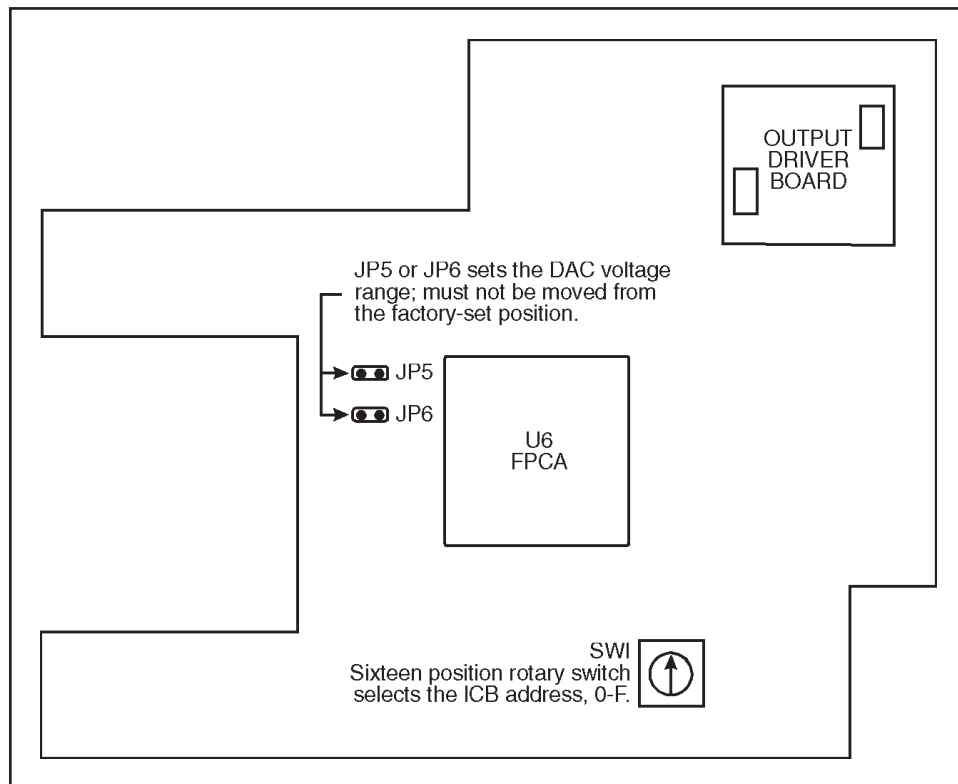 OUTPUT
DRIVER
BOARD
JP5 or JP6 sets the DAC voltage
range; must not be moved from
the factory-set position.
JP5
JP6
U6
FPCA
SWI
Sixteen position rotary switch
selects the ICB address, 0-F.